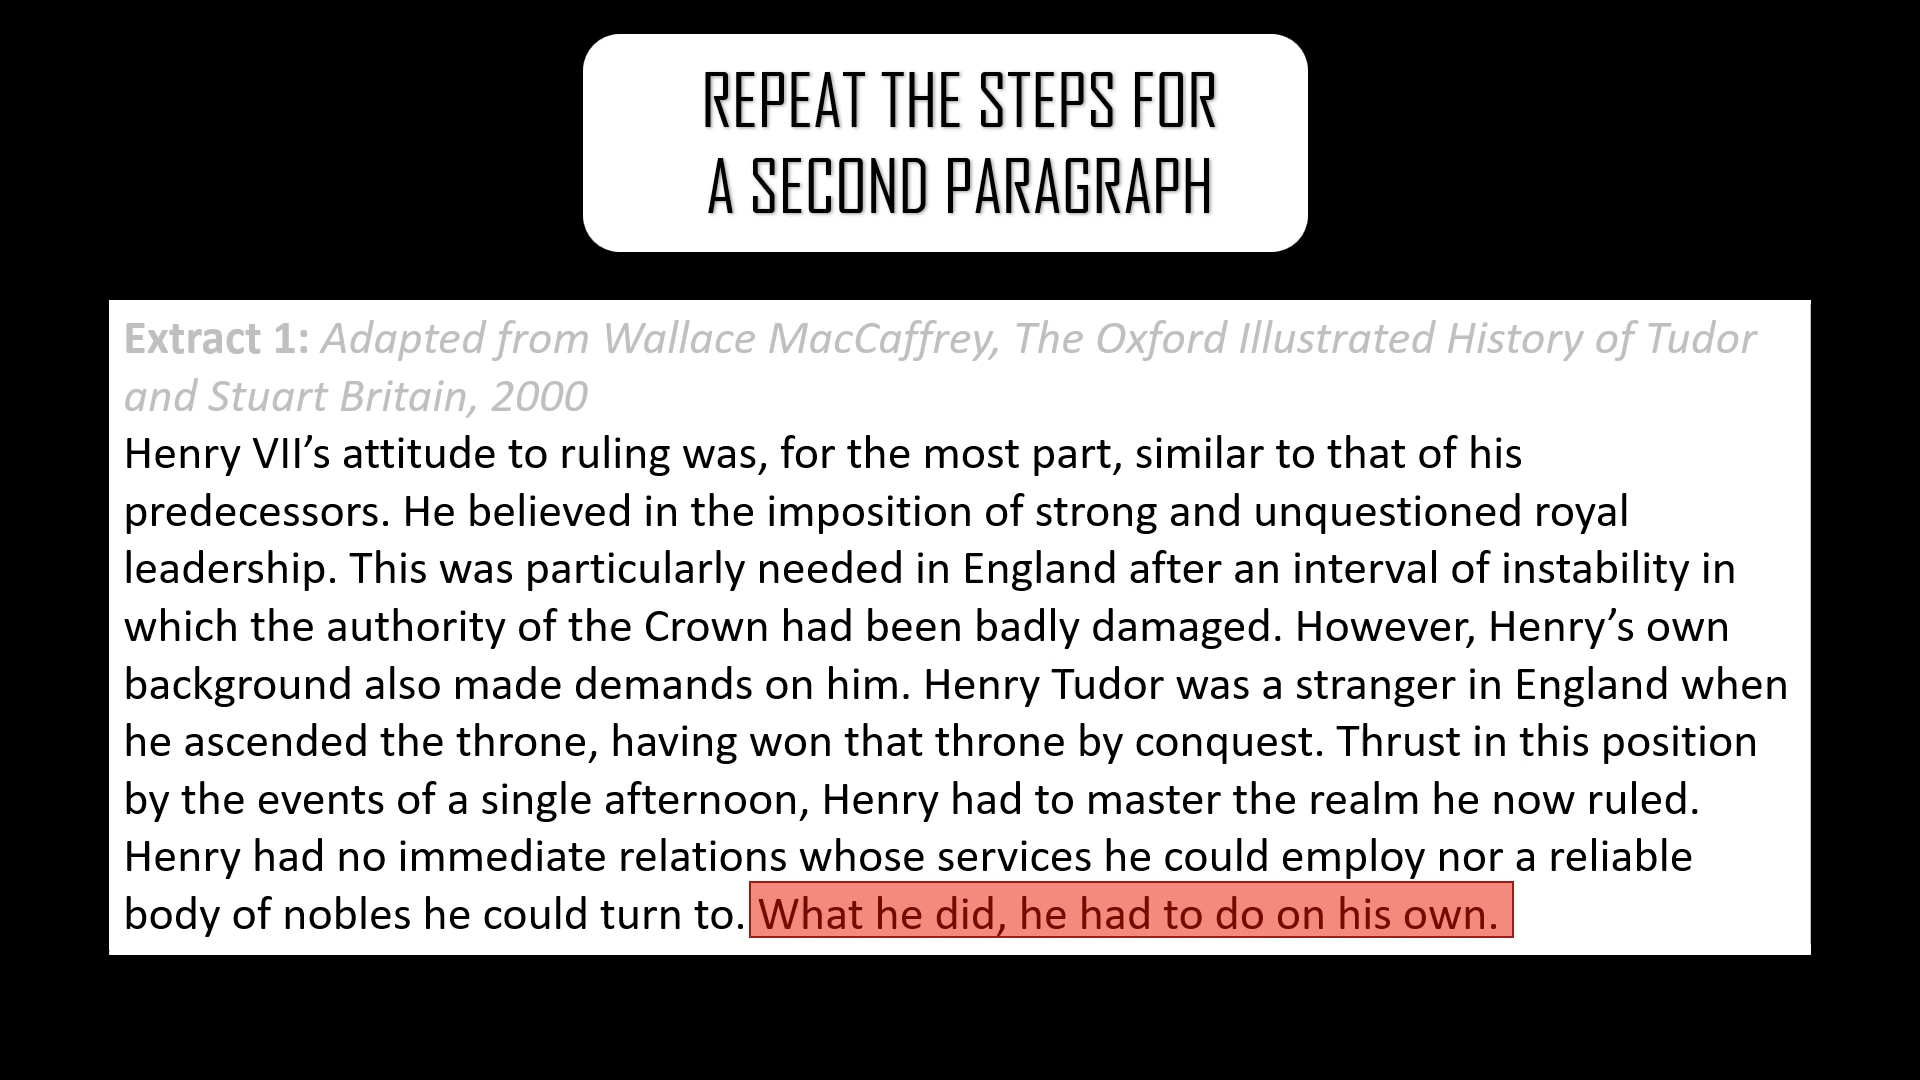 REPEAT THE STEPS FOR
A SECOND PARAGRAPH
Extract 1: Adapted from Wallace MacCaffrey, The Oxford Illustrated History of Tudor
and Stuart Britain, 2000
Henry VII’s attitude to ruling was, for the most part, similar to that of his
predecessors. He believed in the imposition of strong and unquestioned royal
leadership. This was particularly needed in England after an interval of instability in
which the authority of the Crown had been badly damaged. However, Henry’s own
background also made demands on him. Henry Tudor was a stranger in England when
he ascended the throne, having won that throne by conquest. Thrust in this position
by the events of a single afternoon, Henry had to master the realm he now ruled.
Henry had no immediate relations whose services he could employ nor a reliable
body of nobles he could turn to. What he did, he had to do on his own.